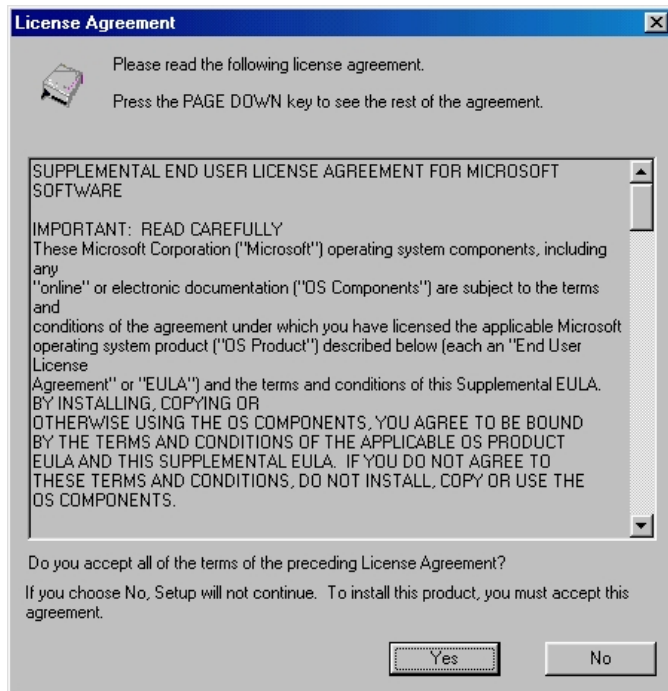 License Agreement
Please read the following license agreement.
Press the PAGE DOWN key to see the rest of the agreement.
SUPPLEMENTAL END USER LICENSE AGREEMENT FOR MICROSOFT
SOFTWARE
IMPORTANT:  READ CAREFULLY
These Microsoft Corporation ("Microsoft") operating system components, including
any
"online" or electronic documentation ("OS Components") are subject to the terms
and
conditions of the agreement under which you have licensed the applicable Microsoft
operating system product ("OS Product") described below (each an "End User
License
Agreement" or "EULA") and the terms and conditions of this Supplemental EULA.
BY INSTALLING, COPYING OR
OTHERWISE USING THE OS COMPONENTS, YOU AGREE TO BE BOUND
BY THE TERMS AND CONDITIONS OF THE APPLICABLE OS PRODUCT
EULA AND THIS SUPPLEMENTAL EULA.  IF YOU DO NOT AGREE TO
THESE TERMS AND CONDITIONS, DO NOT INSTALL, COPY OR USE THE
OS COMPONENTS.
Do you accept all of the terms of the preceding License Agreement?
If you choose No, Setup will not continue.  To install this product, you must accept this
agreement.
Yes
No